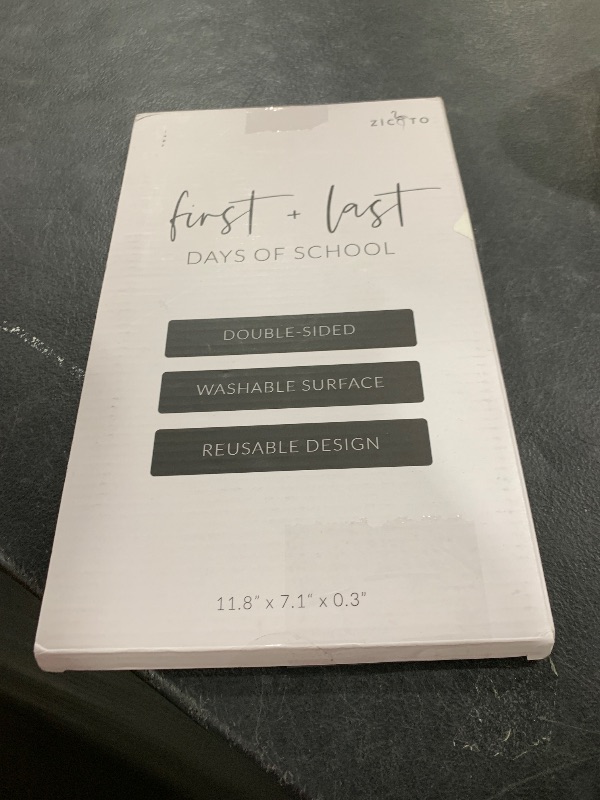 ZICOTO
first + last
DAYS OF SCHOOL
DOUBLE-SIDED
WASHABLE SURFACE
REUSABLE DESIGN
11.8" x 7.1" x 0.3"